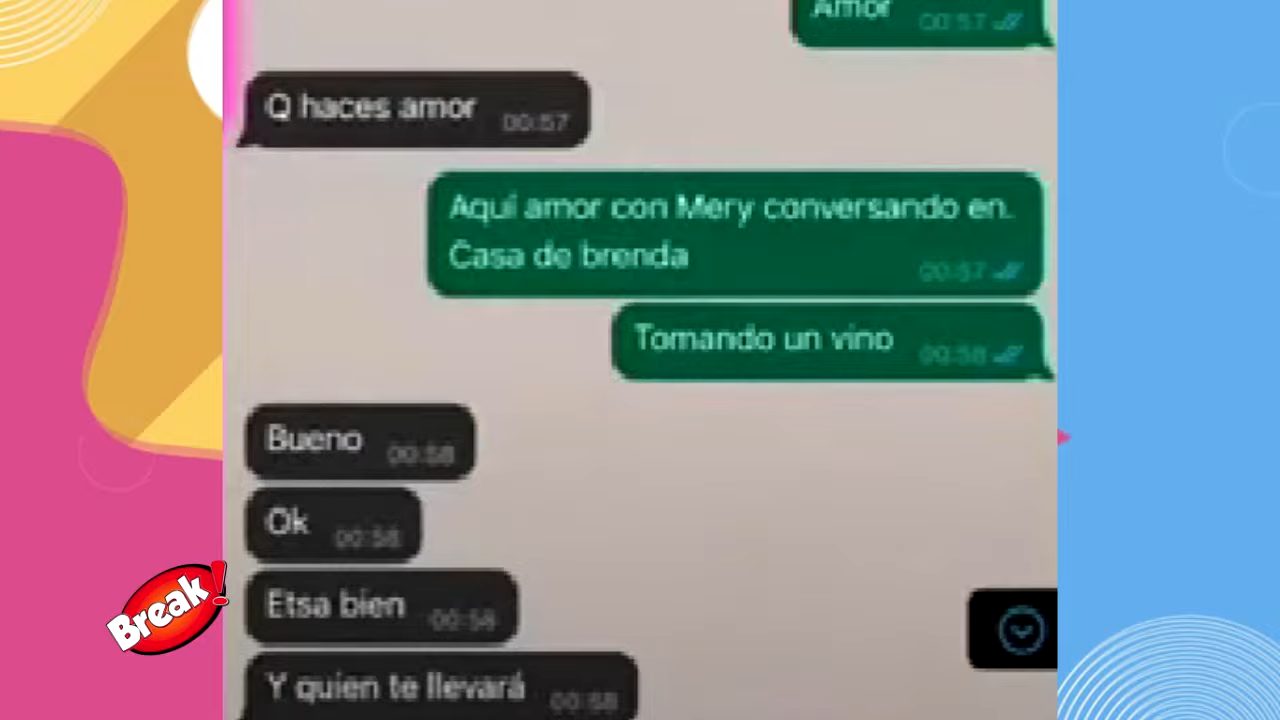 Amor 00:57
Q haces amor 00:57
Aquí amor con Mery conversando en.
Casa de brenda 00:57
Tomando un vino 00:58
Bueno 00:58
Ok 00:58
Etsa bien 00:58
Y quien te llevará 00:58
Break!